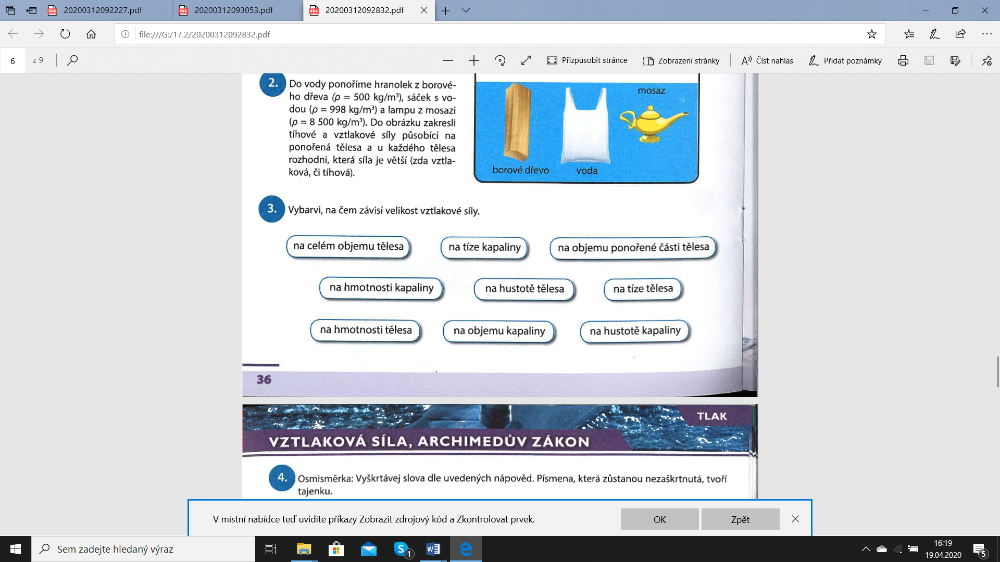 20200312092227.pdf
20200312093053.pdf
20200312092832.pdf
file:///G:/17.2/20200312092832.pdf
6 z 9
Přizpůsobit stránce
Zobrazení stránky
Číst nahlas
Přidat poznámky
2.
Do vody ponoříme hranolek z borové-
ho dřeva (ρ = 500 kg/m³), sáček s vo-
dou (ρ = 998 kg/m³) a lampu z mosazi
(ρ = 8 500 kg/m³). Do obrázku zakresli
tíhové a vztlakové síly působící na
ponořená tělesa a u každého tělesa
rozhodni, která síla je větší (zda vztla-
ková, či tíhová).
mosaz
borové dřevo
voda
3.
Vybarvi, na čem závisí velikost vztlakové síly.
na celém objemu tělesa
na tíze kapaliny
na objemu ponořené části tělesa
na hmotnosti kapaliny
na hustotě tělesa
na tíze tělesa
na hmotnosti tělesa
na objemu kapaliny
na hustotě kapaliny
36
TLAK
VZTLAKOVÁ SÍLA, ARCHIMEDŮV ZÁKON
4.
Osmisměrka: Vyškrtávej slova dle uvedených nápověd. Písmena, která zůstanou nezaškrtnutá, tvoří
tajenku.
V místní nabídce teď uvidíte příkazy Zobrazit zdrojový kód a Zkontrolovat prvek.
OK
Zpět
Sem zadejte hledaný výraz
1
16:19
19.04.2020
5